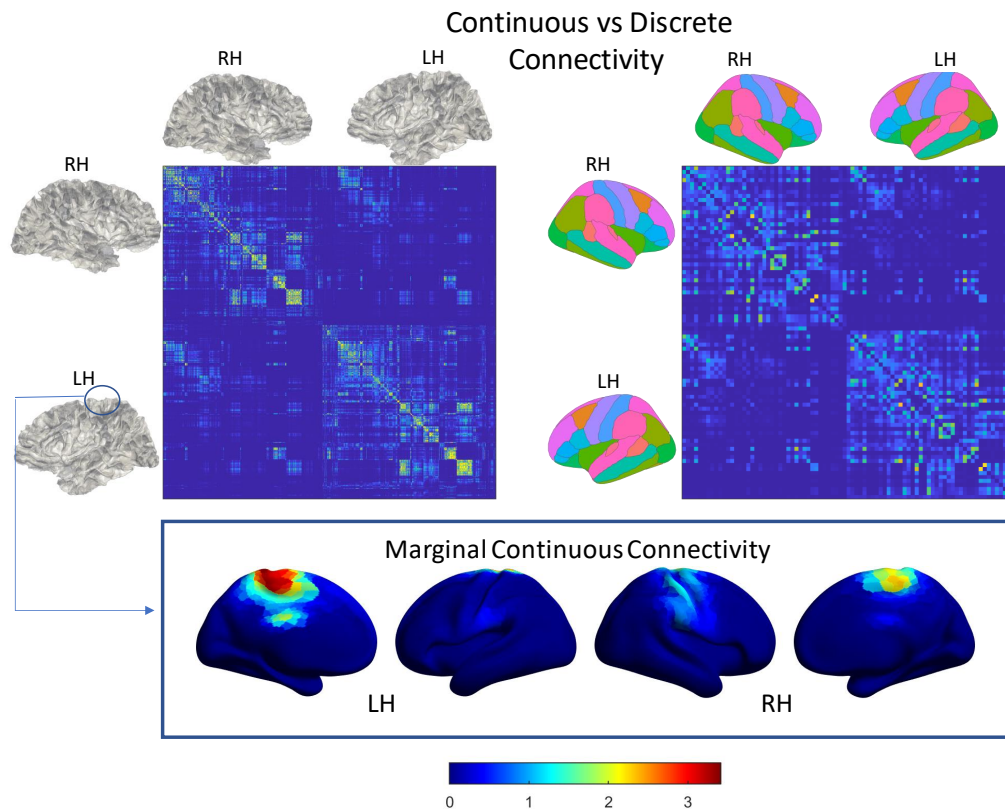 Continuous vs Discrete
Connectivity
RH
LH
RH
LH
RH
RH
LH
LH
Marginal Continuous Connectivity
LH
RH
0
1
2
3